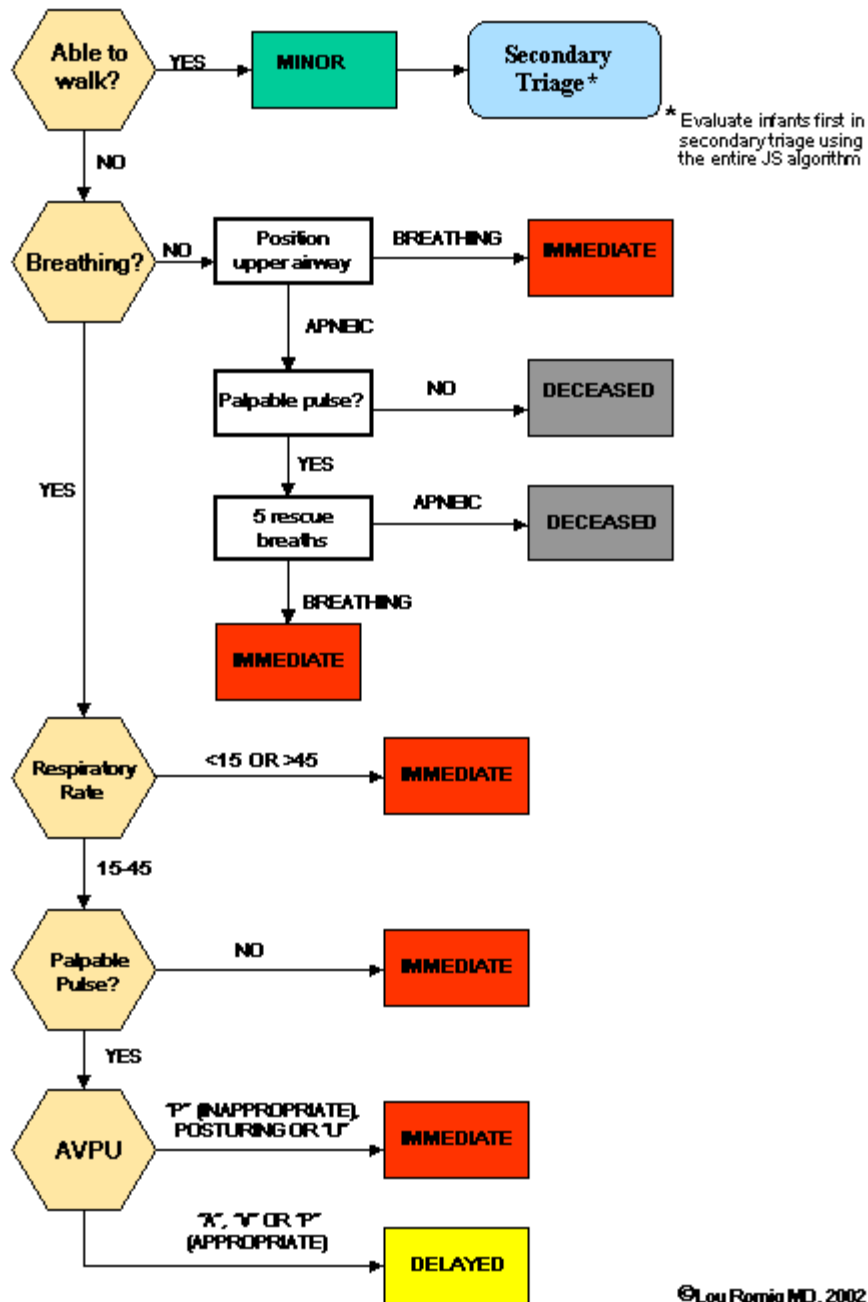 Able to
walk?
YES
MINOR
Secondary
Triage*
* Evaluate infants first in
secondary triage using
the entire JS algorithm
NO
Breathing?
NO
Position
upper airway
BREATHING
IMMEDIATE
APNEIC
Palpable pulse?
NO
DECEASED
YES
YES
5 rescue
breaths
APNEIC
DECEASED
BREATHING
IMMEDIATE
Respiratory
Rate
<15 OR >45
IMMEDIATE
15-45
Palpable
Pulse?
NO
IMMEDIATE
YES
AVPU
"P" (INAPPROPRIATE),
POSTURING OR "U"
IMMEDIATE
"A", "V" OR "P"
(APPROPRIATE)
DELAYED
©Lou Romig MD, 2002